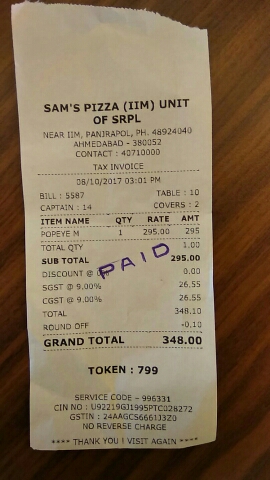 SAM'S PIZZA (IIM) UNIT
OF SRPL
NEAR IIM, PANJRAPOL, PH. 48924040
AHMEDABAD - 380052
CONTACT : 40710000
TAX INVOICE
08/10/2017 03:01 PM
BILL : 5587 TABLE : 10
CAPTAIN : 14 COVERS : 2
ITEM NAME QTY RATE AMT
POPEYE M 1 295.00 295
TOTAL QTY 1.00
SUB TOTAL 295.00
PAID
DISCOUNT @ 0.00
SGST @ 9.00% 26.55
CGST @ 9.00% 26.55
TOTAL 348.10
ROUND OFF -0.10
GRAND TOTAL 348.00
TOKEN : 799
SERVICE CODE - 996331
CIN NO : U92219GJ1995PTC028272
GSTIN : 24AAGCS6661J3Z0
NO REVERSE CHARGE
**** THANK YOU ! VISIT AGAIN ****